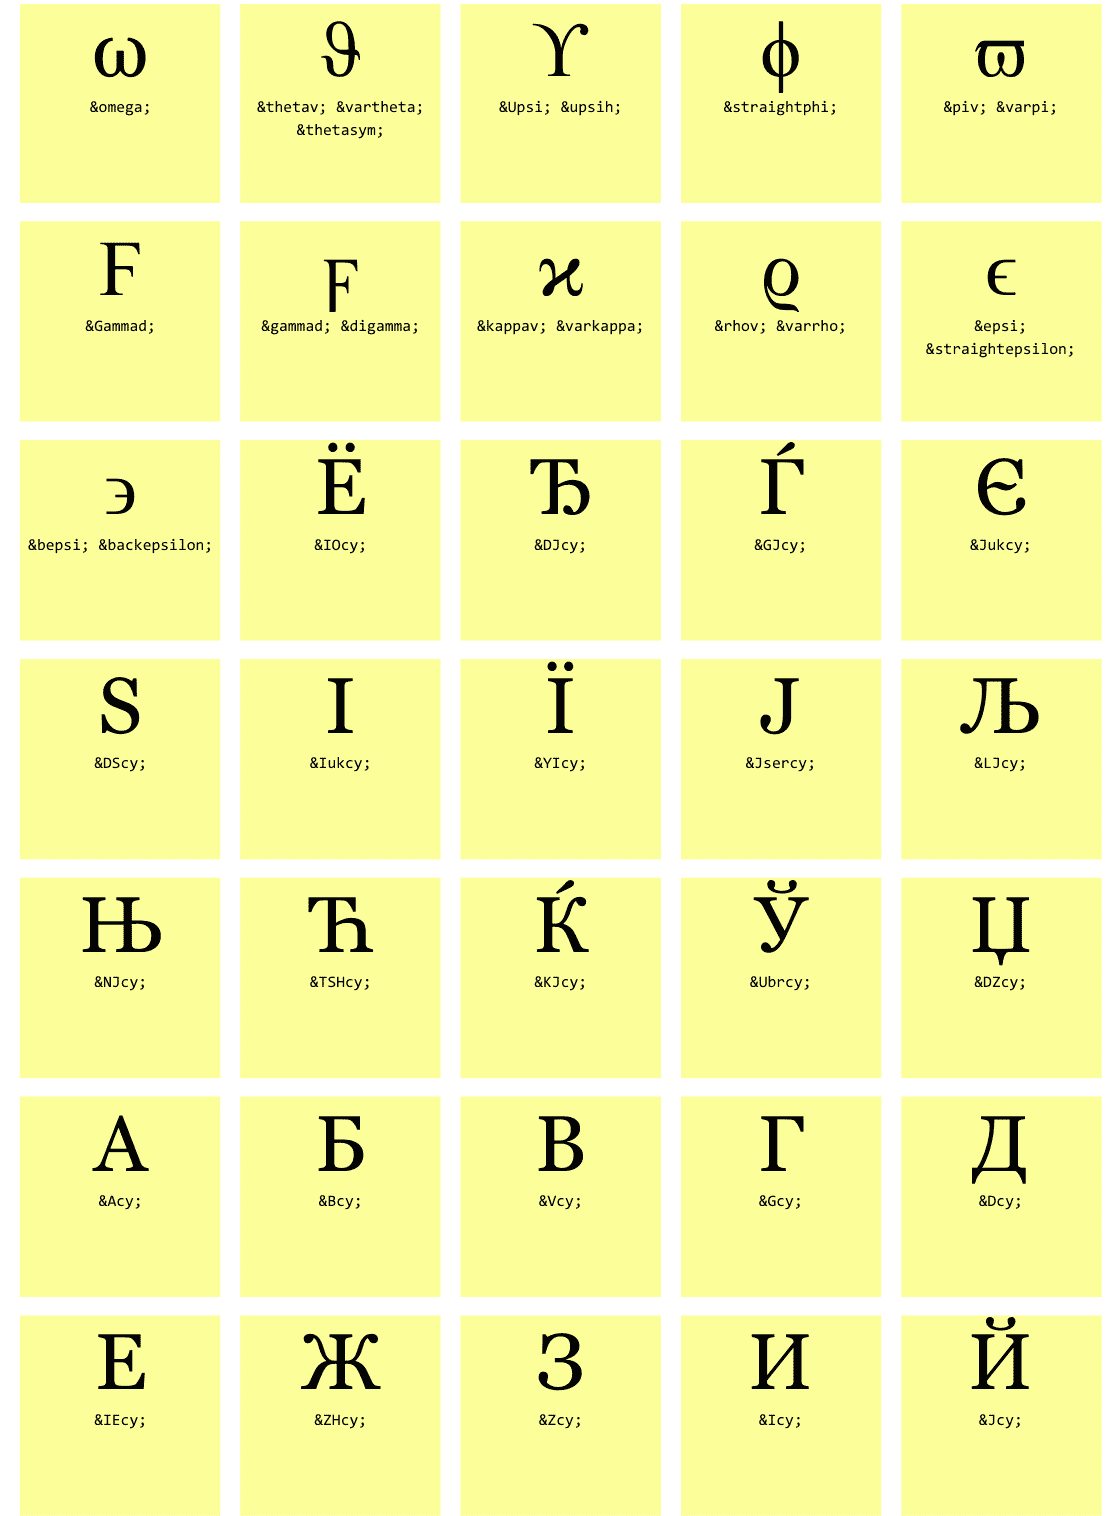 ω ϑ ϒ ϕ ϖ
&omega; &thetav; &vartheta; &Upsi; &upsih; &straightphi; &piv; &varpi;
&thetasym;
Ϝ ϝ ϰ ϱ ϵ
&Gammad; &gammad; &digamma; &kappav; &varkappa; &rhov; &varrho; &epsi;
&straightepsilon;
϶ Ё Ђ Ѓ Є
&bepsi; &backepsilon; &IOcy; &DJcy; &GJcy; &Jukcy;
Ѕ І Ї Ј Љ
&DScy; &Iukcy; &YIcy; &Jsercy; &LJcy;
Њ Ћ Ќ Ў Џ
&NJcy; &TSHcy; &KJcy; &Ubrcy; &DZcy;
А Б В Г Д
&Acy; &Bcy; &Vcy; &Gcy; &Dcy;
Е Ж З И Й
&IEcy; &ZHcy; &Zcy; &Icy; &Jcy;